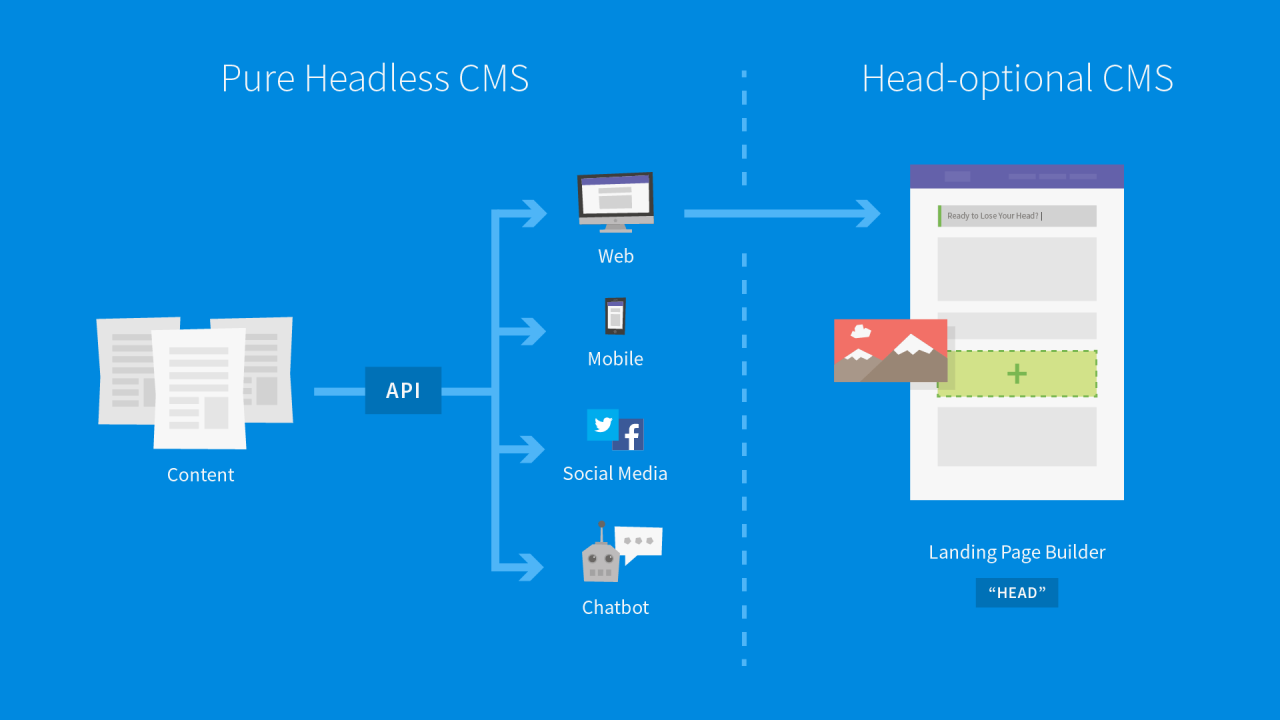 Pure Headless CMS
Head-optional CMS
Content
API
Web
Mobile
Social Media
Chatbot
Ready to Lose Your Head? |
Landing Page Builder
“HEAD”